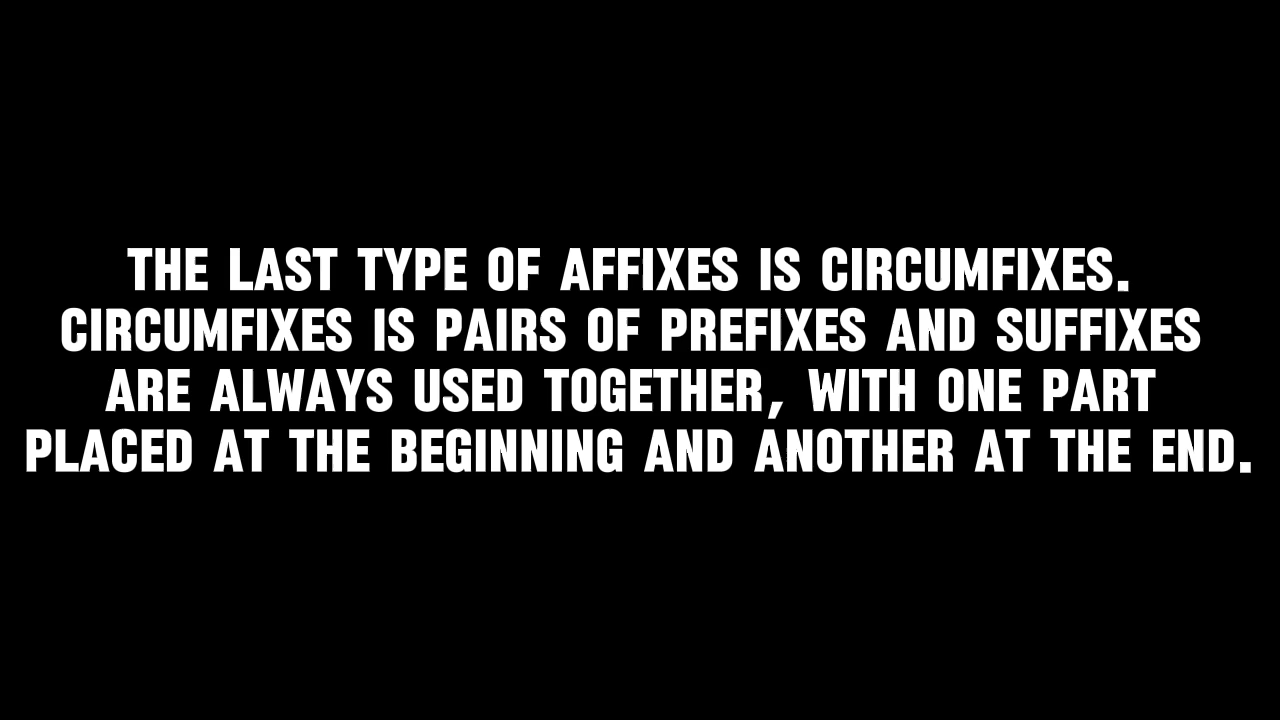 THE LAST TYPE OF AFFIXES IS CIRCUMFIXES.
CIRCUMFIXES IS PAIRS OF PREFIXES AND SUFFIXES
ARE ALWAYS USED TOGETHER, WITH ONE PART
PLACED AT THE BEGINNING AND ANOTHER AT THE END.